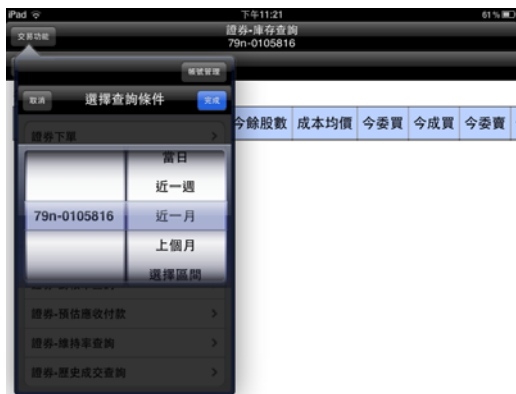 iPad 下午11:21 61%
交易功能
證券-庫存查詢
79n-0105816
帳號管理
取消 選擇查詢條件 完成
今餘股數 成本均價 今委買 今成買 今委賣
證券下單
當日
近一週
79n-0105816 近一月
上個月
選擇區間
證券-預估應收付款
證券-維持率查詢
證券-歷史成交查詢